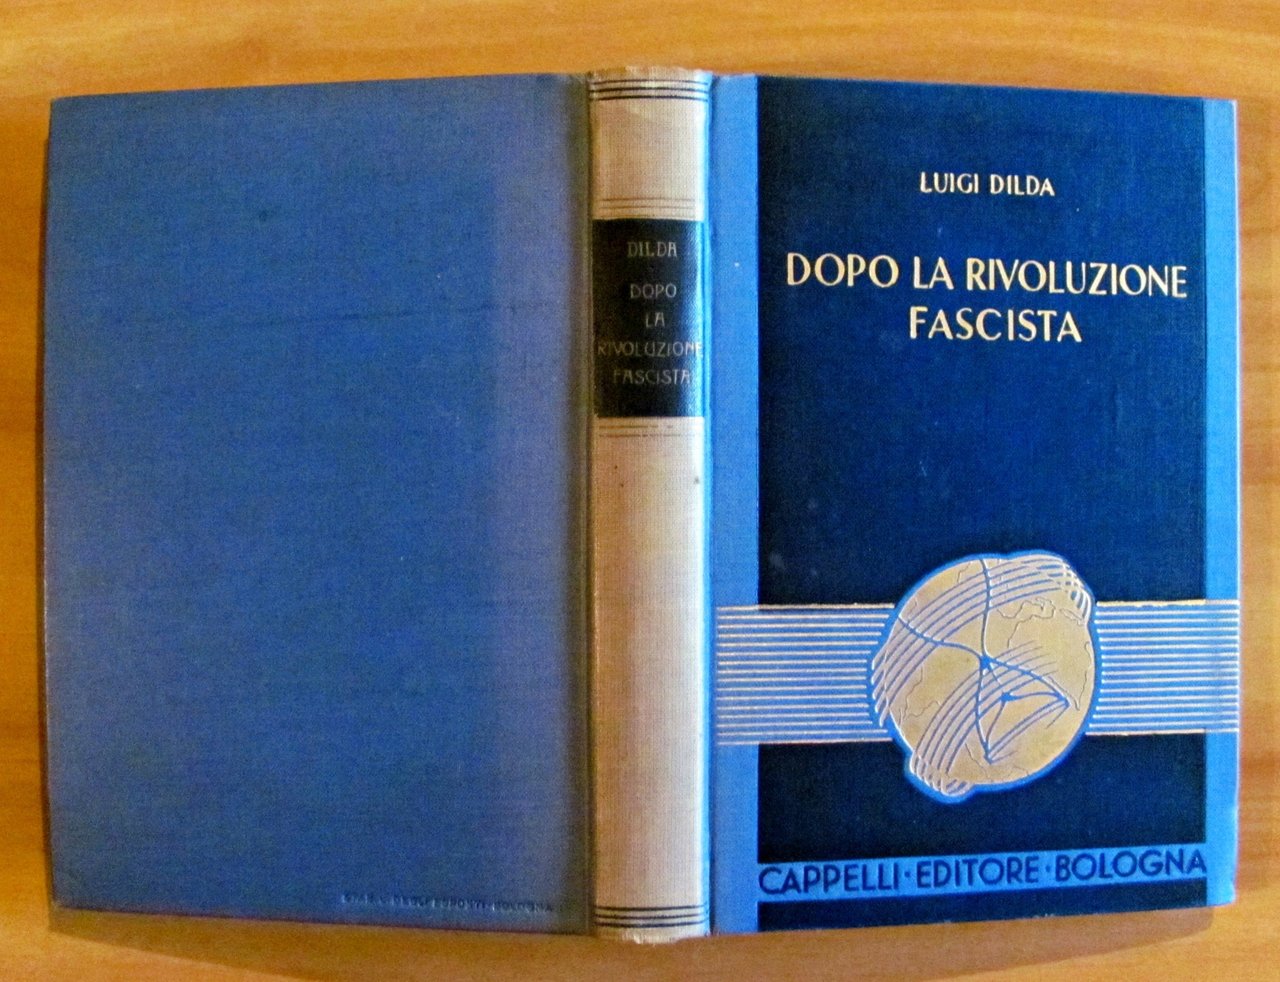 DILDA
DOPO
LA
RIVOLUZIONE
FASCISTA
LUIGI DILDA
DOPO LA RIVOLUZIONE
FASCISTA
CAPPELLI·EDITORE·BOLOGNA